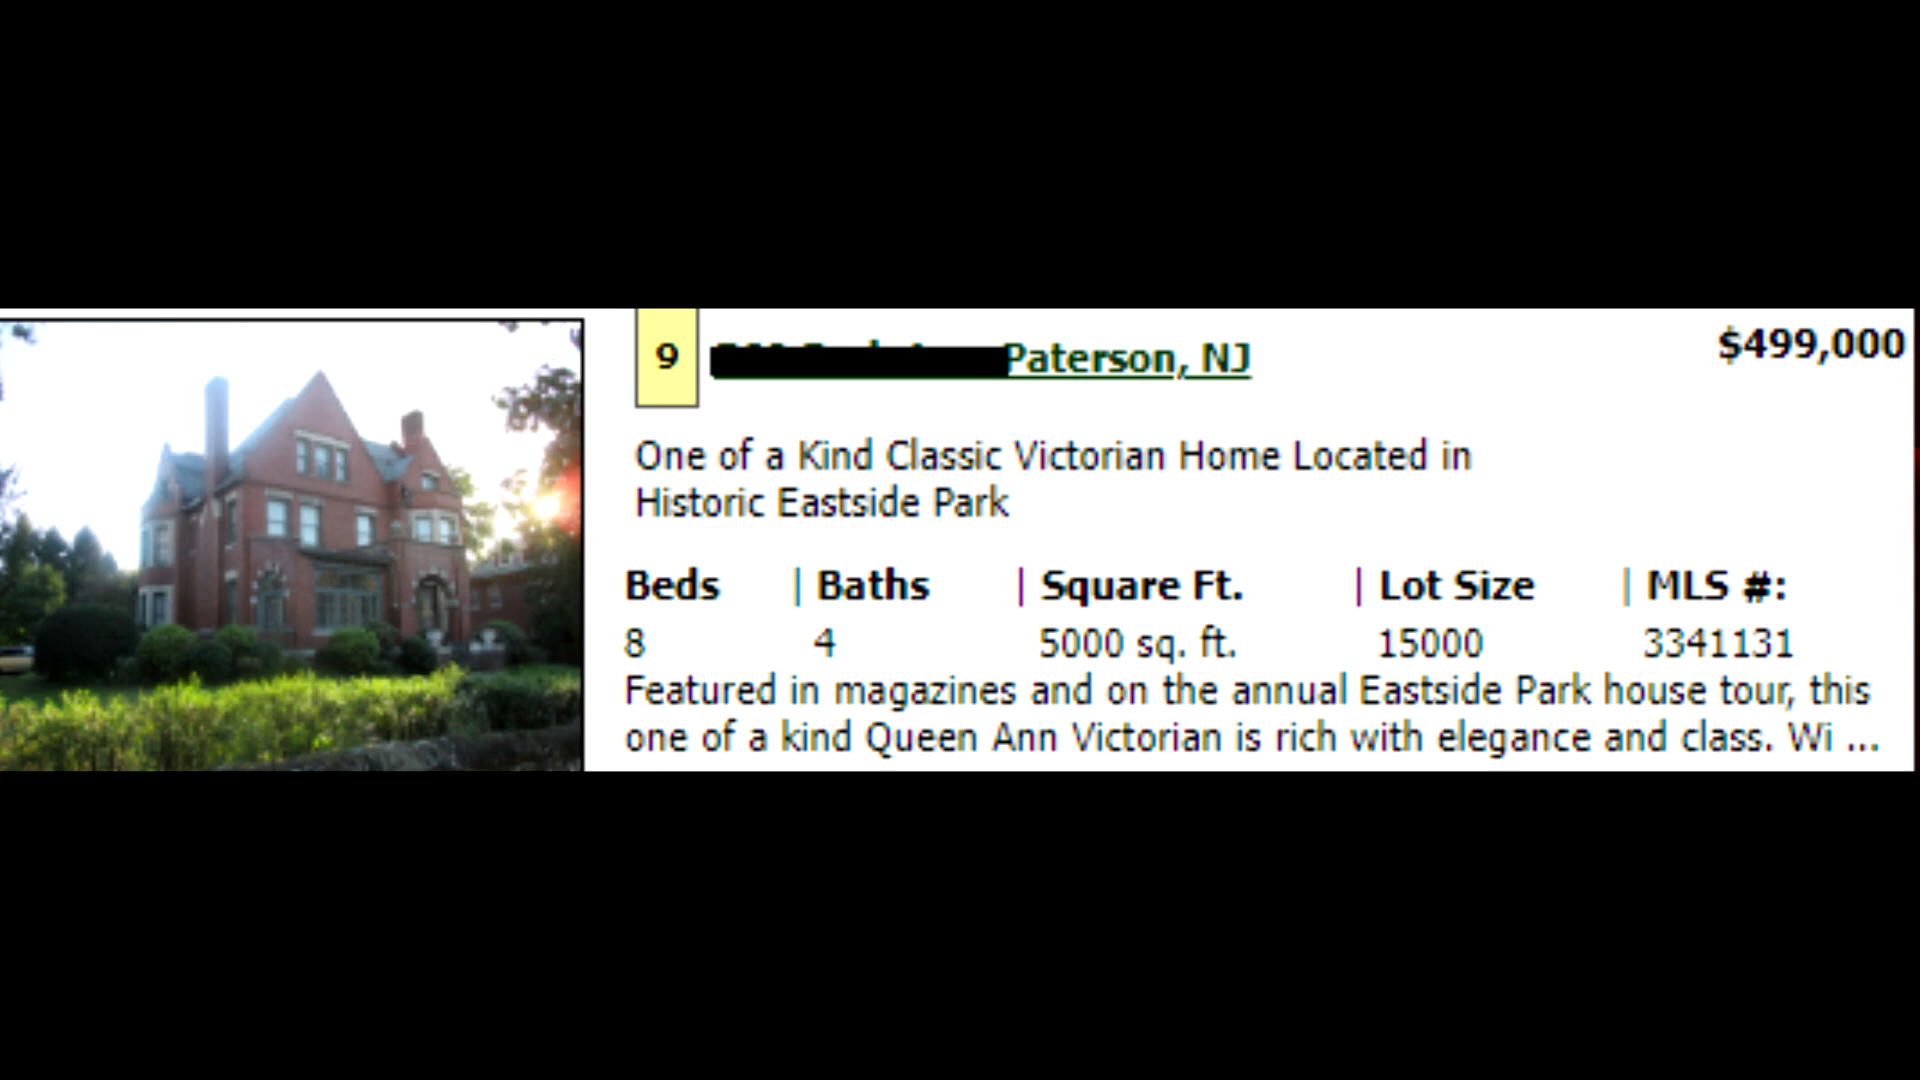 9 Paterson, NJ
$499,000
One of a Kind Classic Victorian Home Located in
Historic Eastside Park
Beds | Baths | Square Ft. | Lot Size | MLS #:
8 4 5000 sq. ft. 15000 3341131
Featured in magazines and on the annual Eastside Park house tour, this
one of a kind Queen Ann Victorian is rich with elegance and class. Wi ...